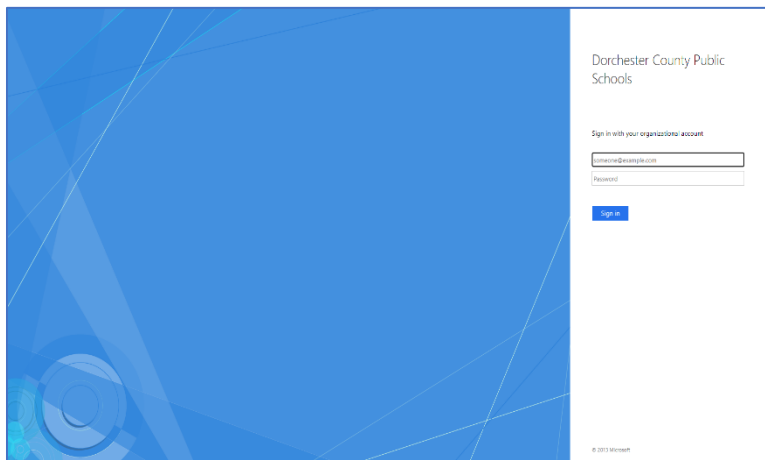 Dorchester County Public
Schools
Sign in with your organizational account
someone@example.com
Password
Sign in
© 2013 Microsoft